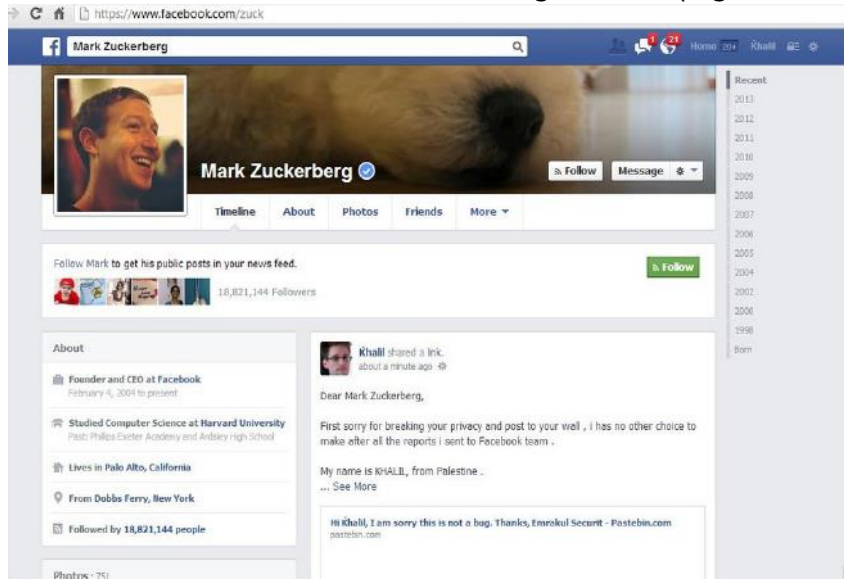 https://www.facebook.com/zuck
Mark Zuckerberg
1
21
Home 20+ Khalil
Mark Zuckerberg
Follow
Message
Timeline
About
Photos
Friends
More
Recent
2013
2012
2011
2010
2009
2008
2007
2006
2005
2004
2002
2000
1998
Born
Follow Mark to get his public posts in your news feed.
Follow
18,821,144 Followers
About
Founder and CEO at Facebook
February 4, 2004 to present
Studied Computer Science at Harvard University
Past: Philips Exeter Academy and Ardsley High School
Lives in Palo Alto, California
From Dobbs Ferry, New York
Followed by 18,821,144 people
Photos · 751
Khalil shared a link.
about a minute ago
Dear Mark Zuckerberg,
First sorry for breaking your privacy and post to your wall , i has no other choice to
make after all the reports i sent to Facebook team .
My name is KHALIL, from Palestine .
... See More
Hi Khalil, I am sorry this is not a bug. Thanks, Emrakul Securit - Pastebin.com
pastebin.com